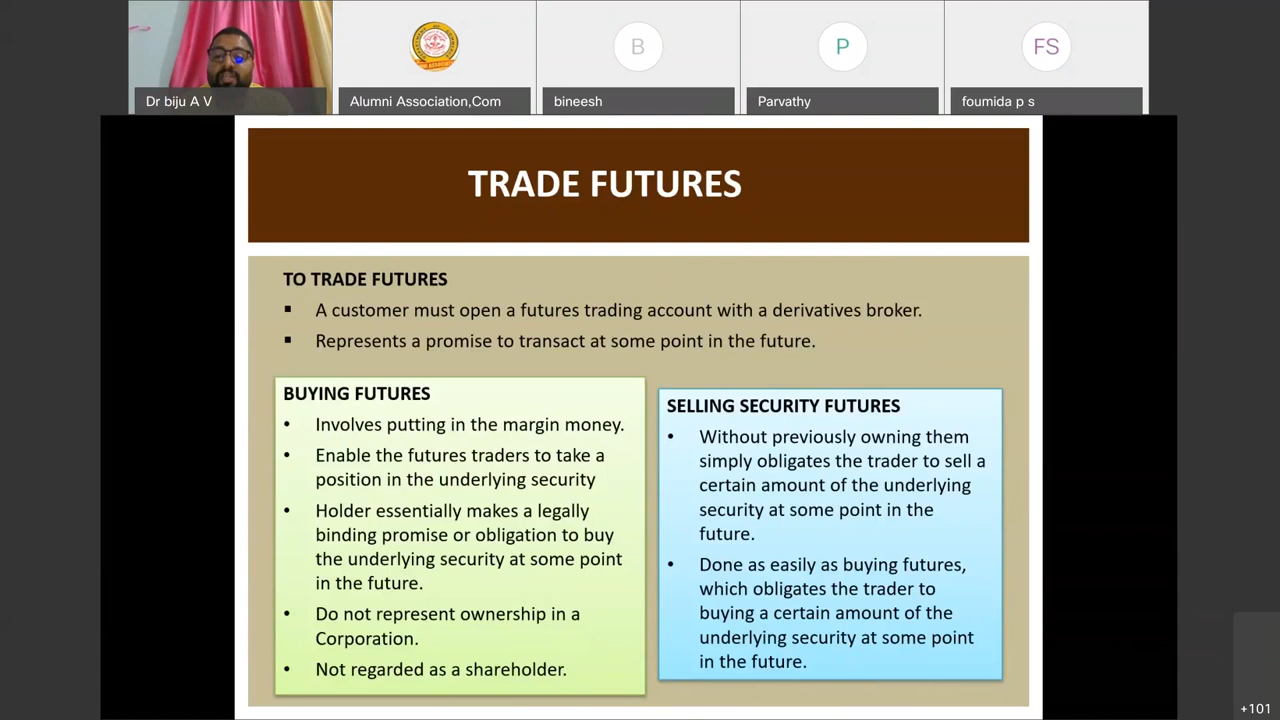 Dr biju A V
Alumni Association,Com
B
bineesh
P
Parvathy
FS
foumida p s
TRADE FUTURES
TO TRADE FUTURES
▪ A customer must open a futures trading account with a derivatives broker.
▪ Represents a promise to transact at some point in the future.
BUYING FUTURES
• Involves putting in the margin money.
• Enable the futures traders to take a
position in the underlying security
• Holder essentially makes a legally
binding promise or obligation to buy
the underlying security at some point
in the future.
• Do not represent ownership in a
Corporation.
• Not regarded as a shareholder.
SELLING SECURITY FUTURES
• Without previously owning them
simply obligates the trader to sell a
certain amount of the underlying
security at some point in the
future.
• Done as easily as buying futures,
which obligates the trader to
buying a certain amount of the
underlying security at some point
in the future.
+101